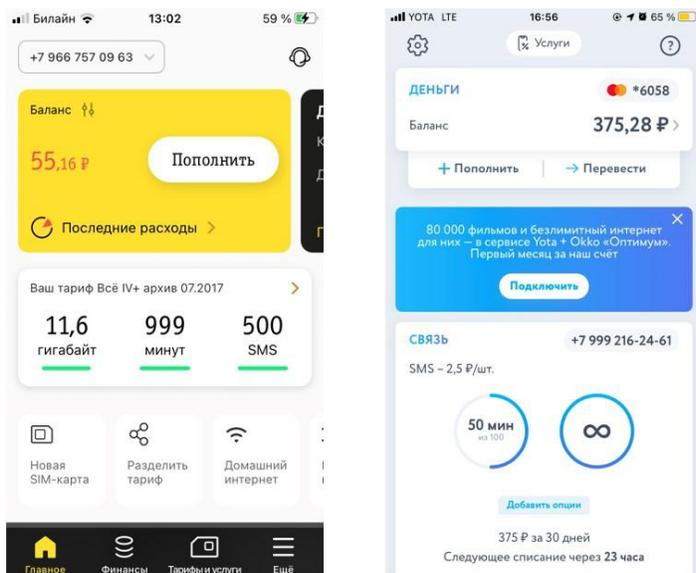 Билайн 13:02 59 %
+7 966 757 09 63
Баланс
55,16 ₽
Пополнить
Последние расходы
Ваш тариф Всё IV+ архив 07.2017
11,6 999 500
гигабайт минут SMS
Новая
SIM-карта
Разделить
тариф
Домашний
интернет
Главное Финансы Тарифы и услуги Ещё
YOTA LTE 16:56 65 %
Услуги
?
ДЕНЬГИ *6058
Баланс 375,28 ₽
+ Пополнить → Перевести
80 000 фильмов и безлимитный интернет
для них – в сервисе Yota + Okko «Оптимум».
Первый месяц за наш счёт
Подключить
СВЯЗЬ +7 999 216-24-61
SMS – 2,5 ₽/шт.
50 мин
из 100
∞
Добавить опции
375 ₽ за 30 дней
Следующее списание через 23 часа